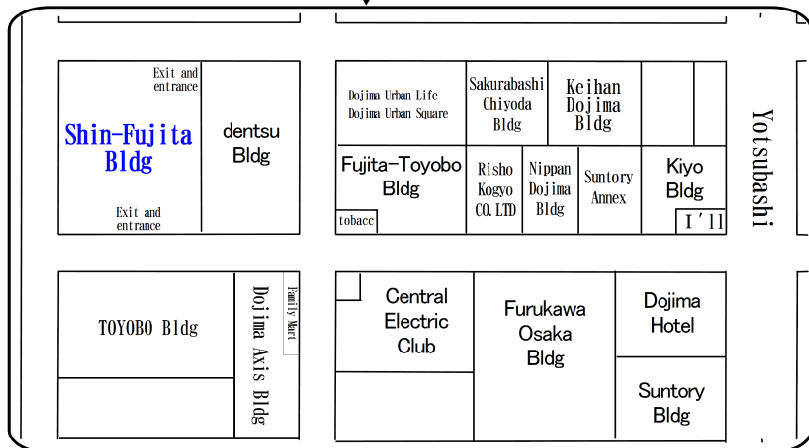 Exit and
entrance
Shin-Fujita
Bldg
Exit and
entrance
dentsu
Bldg
Dojima Urban Life
Dojima Urban Square
Sakurabashi
Chiyoda
Bldg
Keihan
Dojima
Bldg
Fujita-Toyobo
Bldg
tobacc
Risho
Kogyo
CO.LTD
Nippan
Dojima
Bldg
Suntory
Annex
Kiyo
Bldg
I'll
Yotsubashi
TOYOBO Bldg
Dojima Axis Bldg
Family Mart
Central
Electric
Club
Furukawa
Osaka
Bldg
Dojima
Hotel
Suntory
Bldg